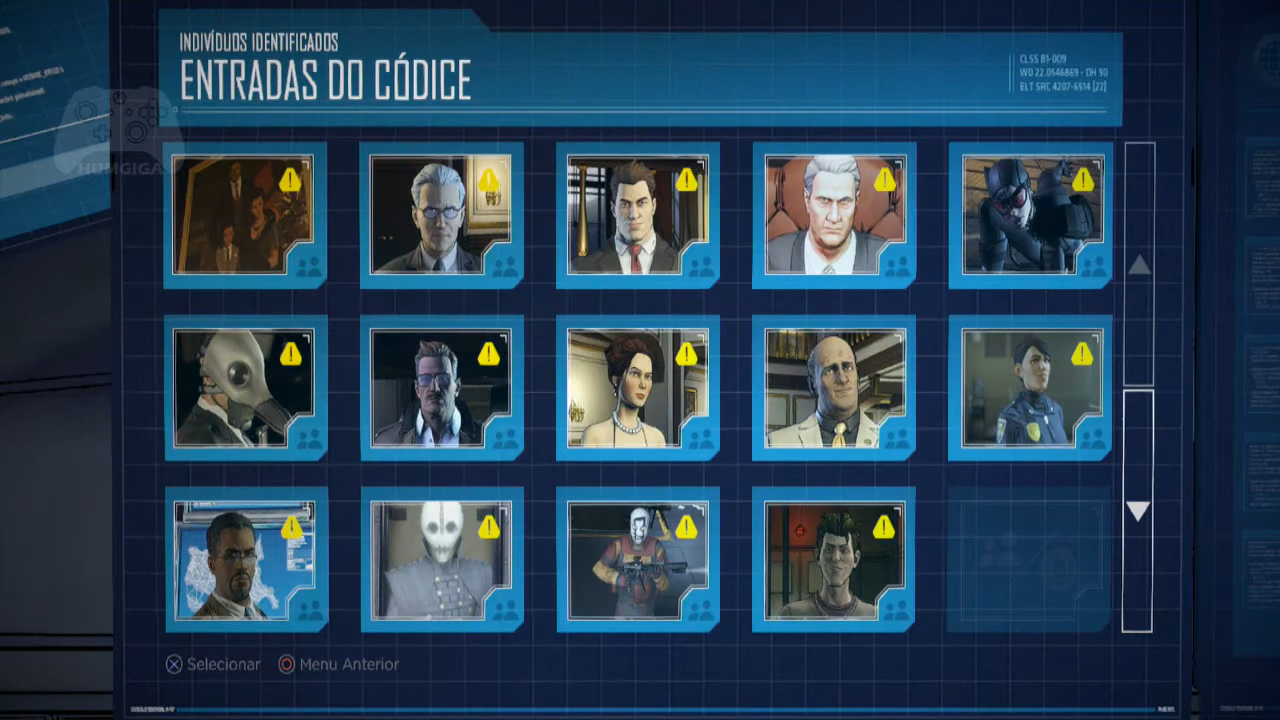 INDIVÍDUOS IDENTIFICADOS
ENTRADAS DO CÓDICE
CLSS 81-009
WD 22.0546869 - DH 90
ELT SRC 4207-6514 [22]
HUMGIGA
Selecionar
Menu Anterior